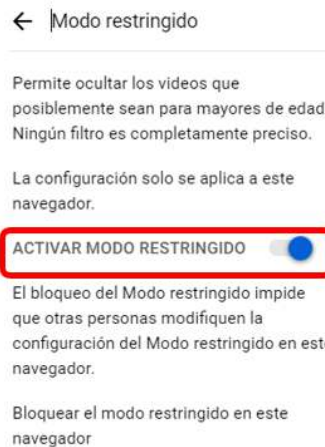 Modo restringido
Permite ocultar los videos que
posiblemente sean para mayores de edad
Ningún filtro es completamente preciso.
La configuración solo se aplica a este
navegador.
ACTIVAR MODO RESTRINGIDO
El bloqueo del Modo restringido impide
que otras personas modifiquen la
configuración del Modo restringido en est
navegador.
Bloquear el modo restringido en este
navegador